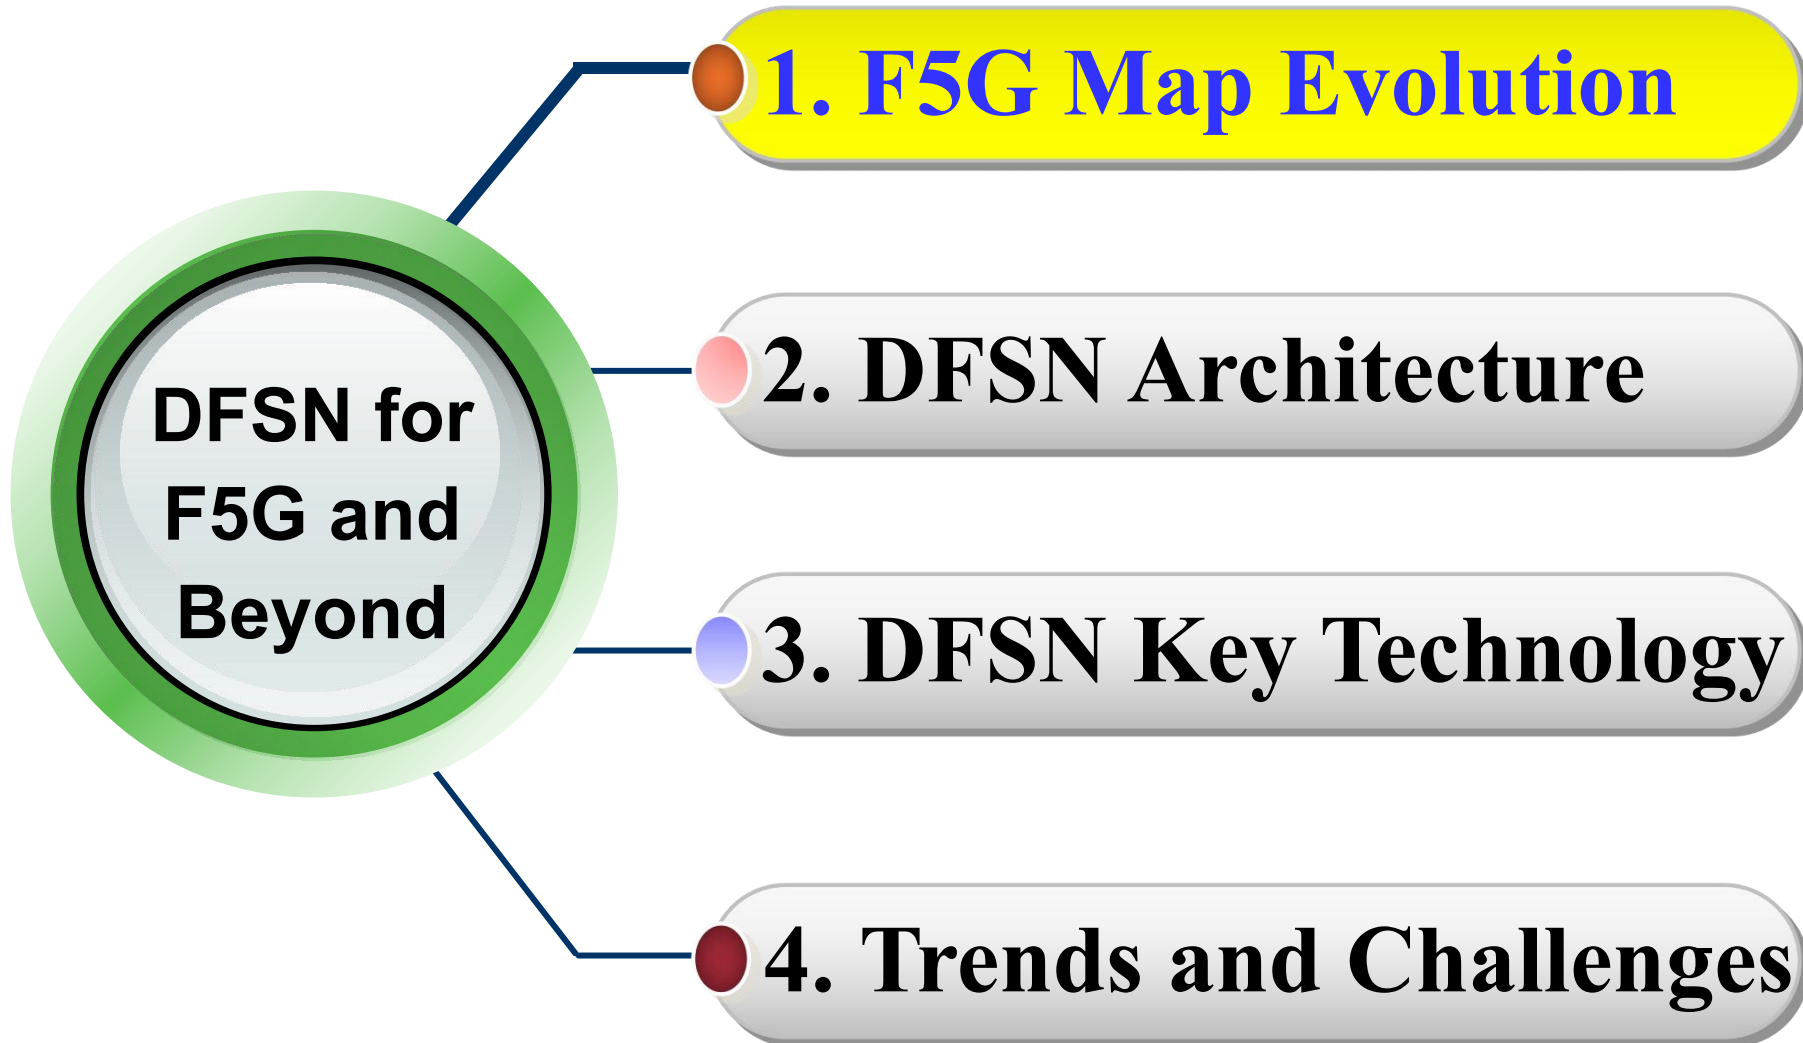 DFSN for
F5G and
Beyond
1. F5G Map Evolution
2. DFSN Architecture
3. DFSN Key Technology
4. Trends and Challenges